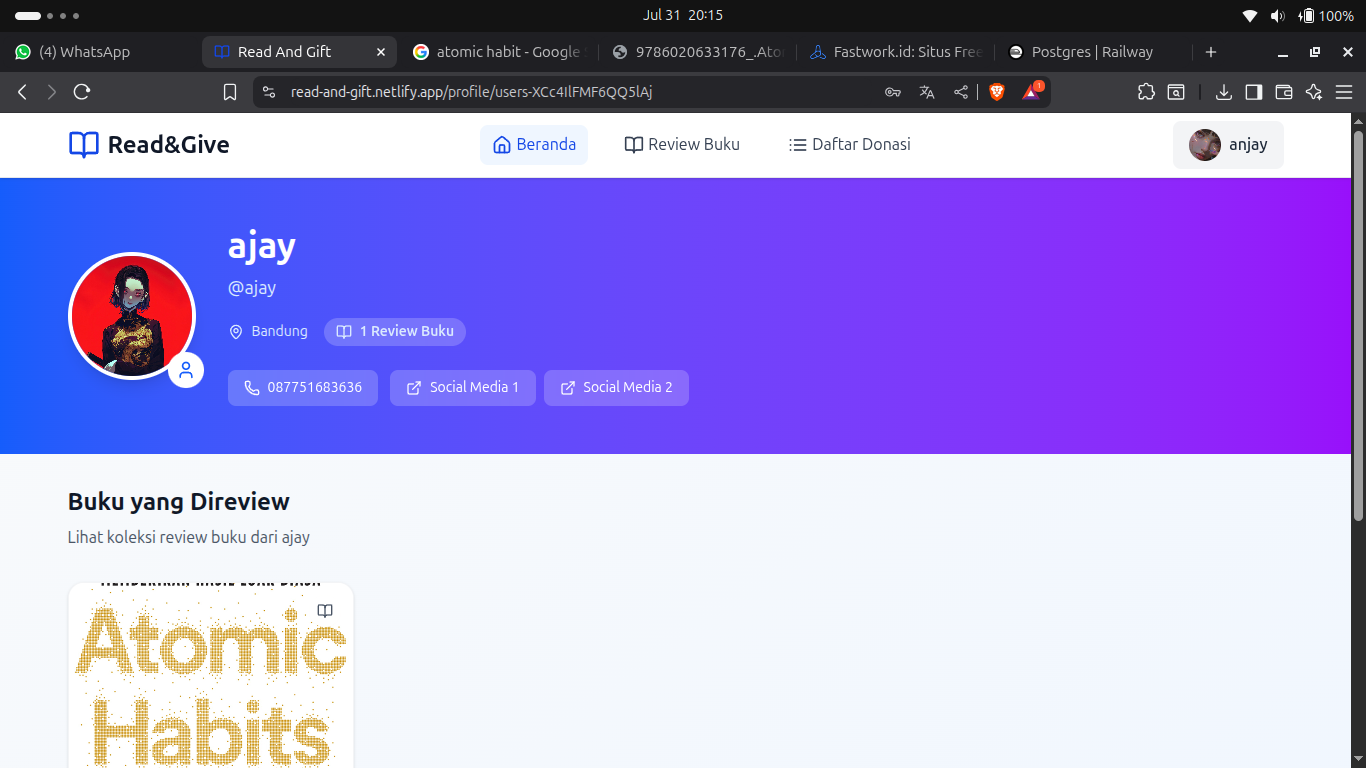 Jul 31 20:15
100%
(4) WhatsApp
Read And Gift
atomic habit - Google
9786020633176_.Ato
Fastwork.id: Situs Free
Postgres | Railway
read-and-gift.netlify.app/profile/users-XCc4IlFMF6QQ5lAj
1
Read&Give
Beranda
Review Buku
Daftar Donasi
anjay
ajay
@ajay
Bandung
1 Review Buku
087751683636
Social Media 1
Social Media 2
Buku yang Direview
Lihat koleksi review buku dari ajay
Atomic
Habits